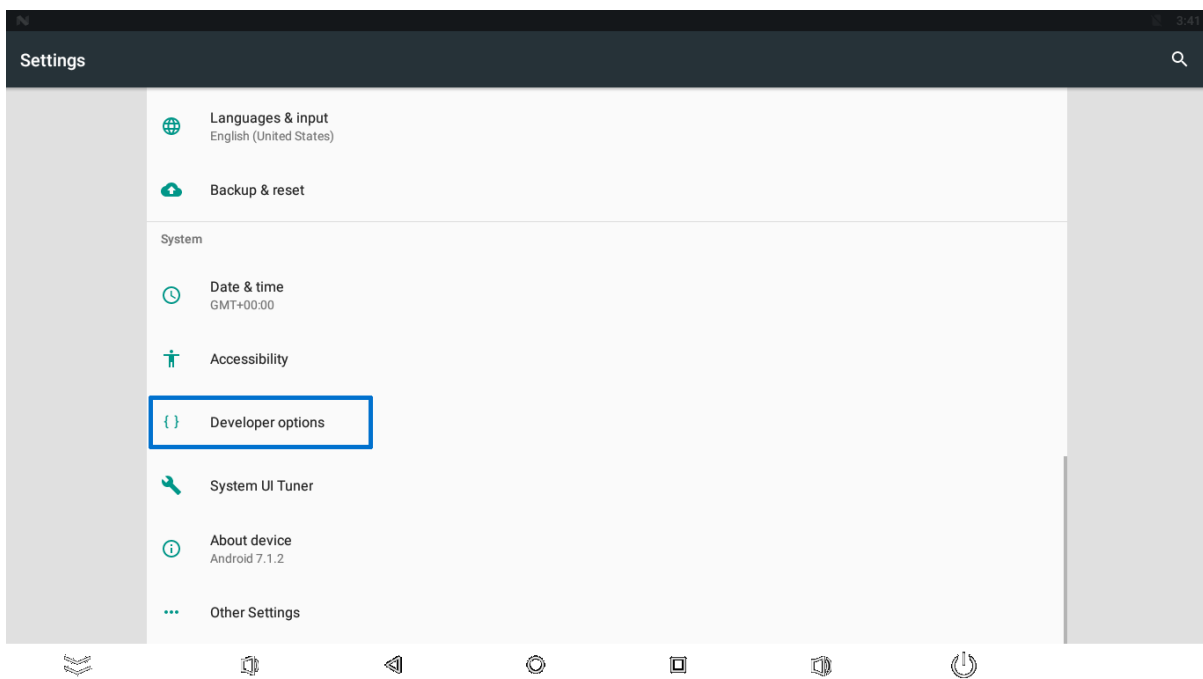 3:41
Settings
Languages & input
English (United States)
Backup & reset
System
Date & time
GMT+00:00
Accessibility
{ } Developer options
System UI Tuner
About device
Android 7.1.2
Other Settings